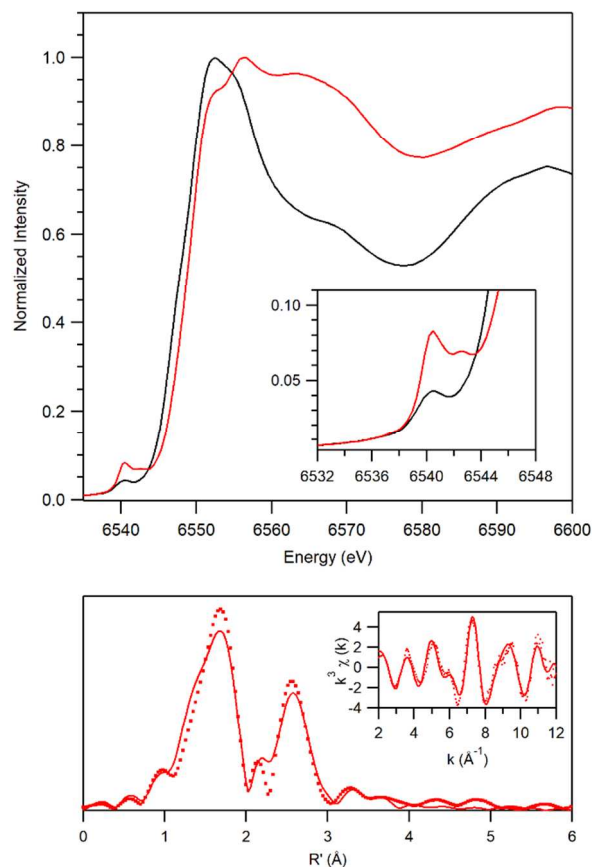 1.0
0.8
0.6
0.4
0.2
0.0
Normalized Intensity
0.10
0.05
6532 6536 6540 6544 6548
6540 6550 6560 6570 6580 6590 6600
Energy (eV)
4
2
0
-2
-4
k³ χ (k)
2 4 6 8 10 12
k (Å⁻¹)
0 1 2 3 4 5 6
R' (Å)